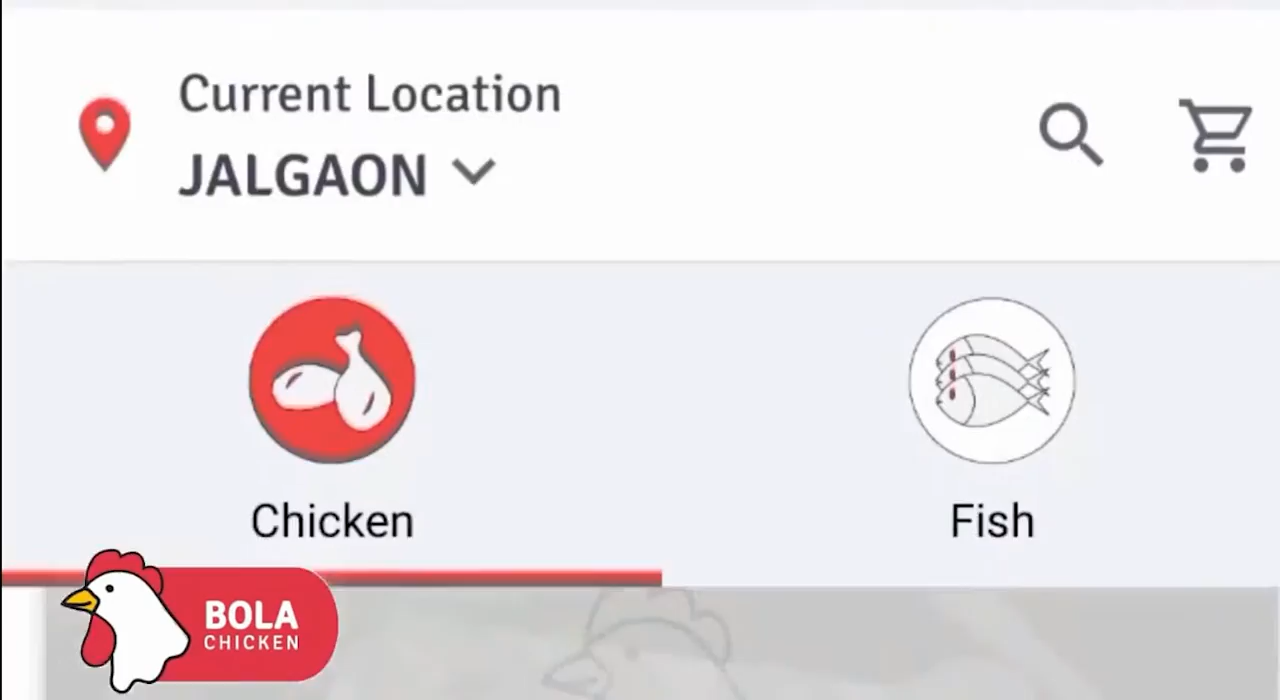 Current Location
JALGAON
Chicken
Fish
BOLA
CHICKEN